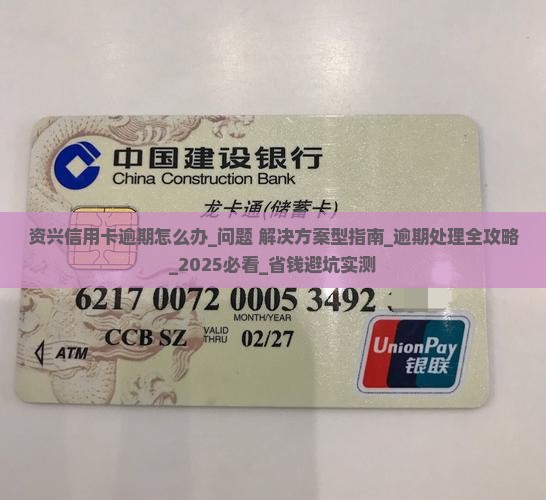 中国建设银行
China Construction Bank
龙卡通(储蓄卡)
资兴信用卡逾期怎么办_问题 解决方案型指南_逾期处理全攻略
_2025必看_省钱避坑实测
6217 0072 0005 3492
MONTH/YEAR
CCB SZ VALID THRU 02/27
ATM
UnionPay
银联